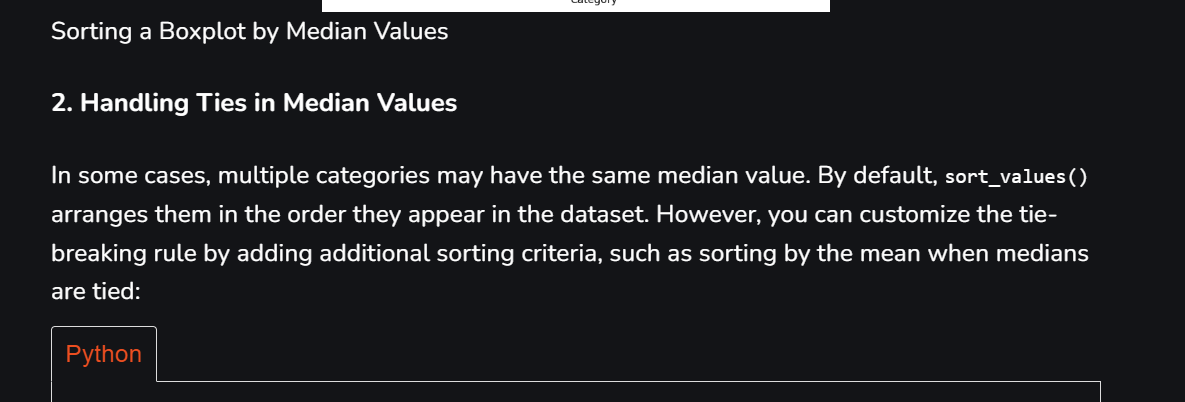 Category
Sorting a Boxplot by Median Values
2. Handling Ties in Median Values
In some cases, multiple categories may have the same median value. By default, sort_values()
arranges them in the order they appear in the dataset. However, you can customize the tie-
breaking rule by adding additional sorting criteria, such as sorting by the mean when medians
are tied:
Python